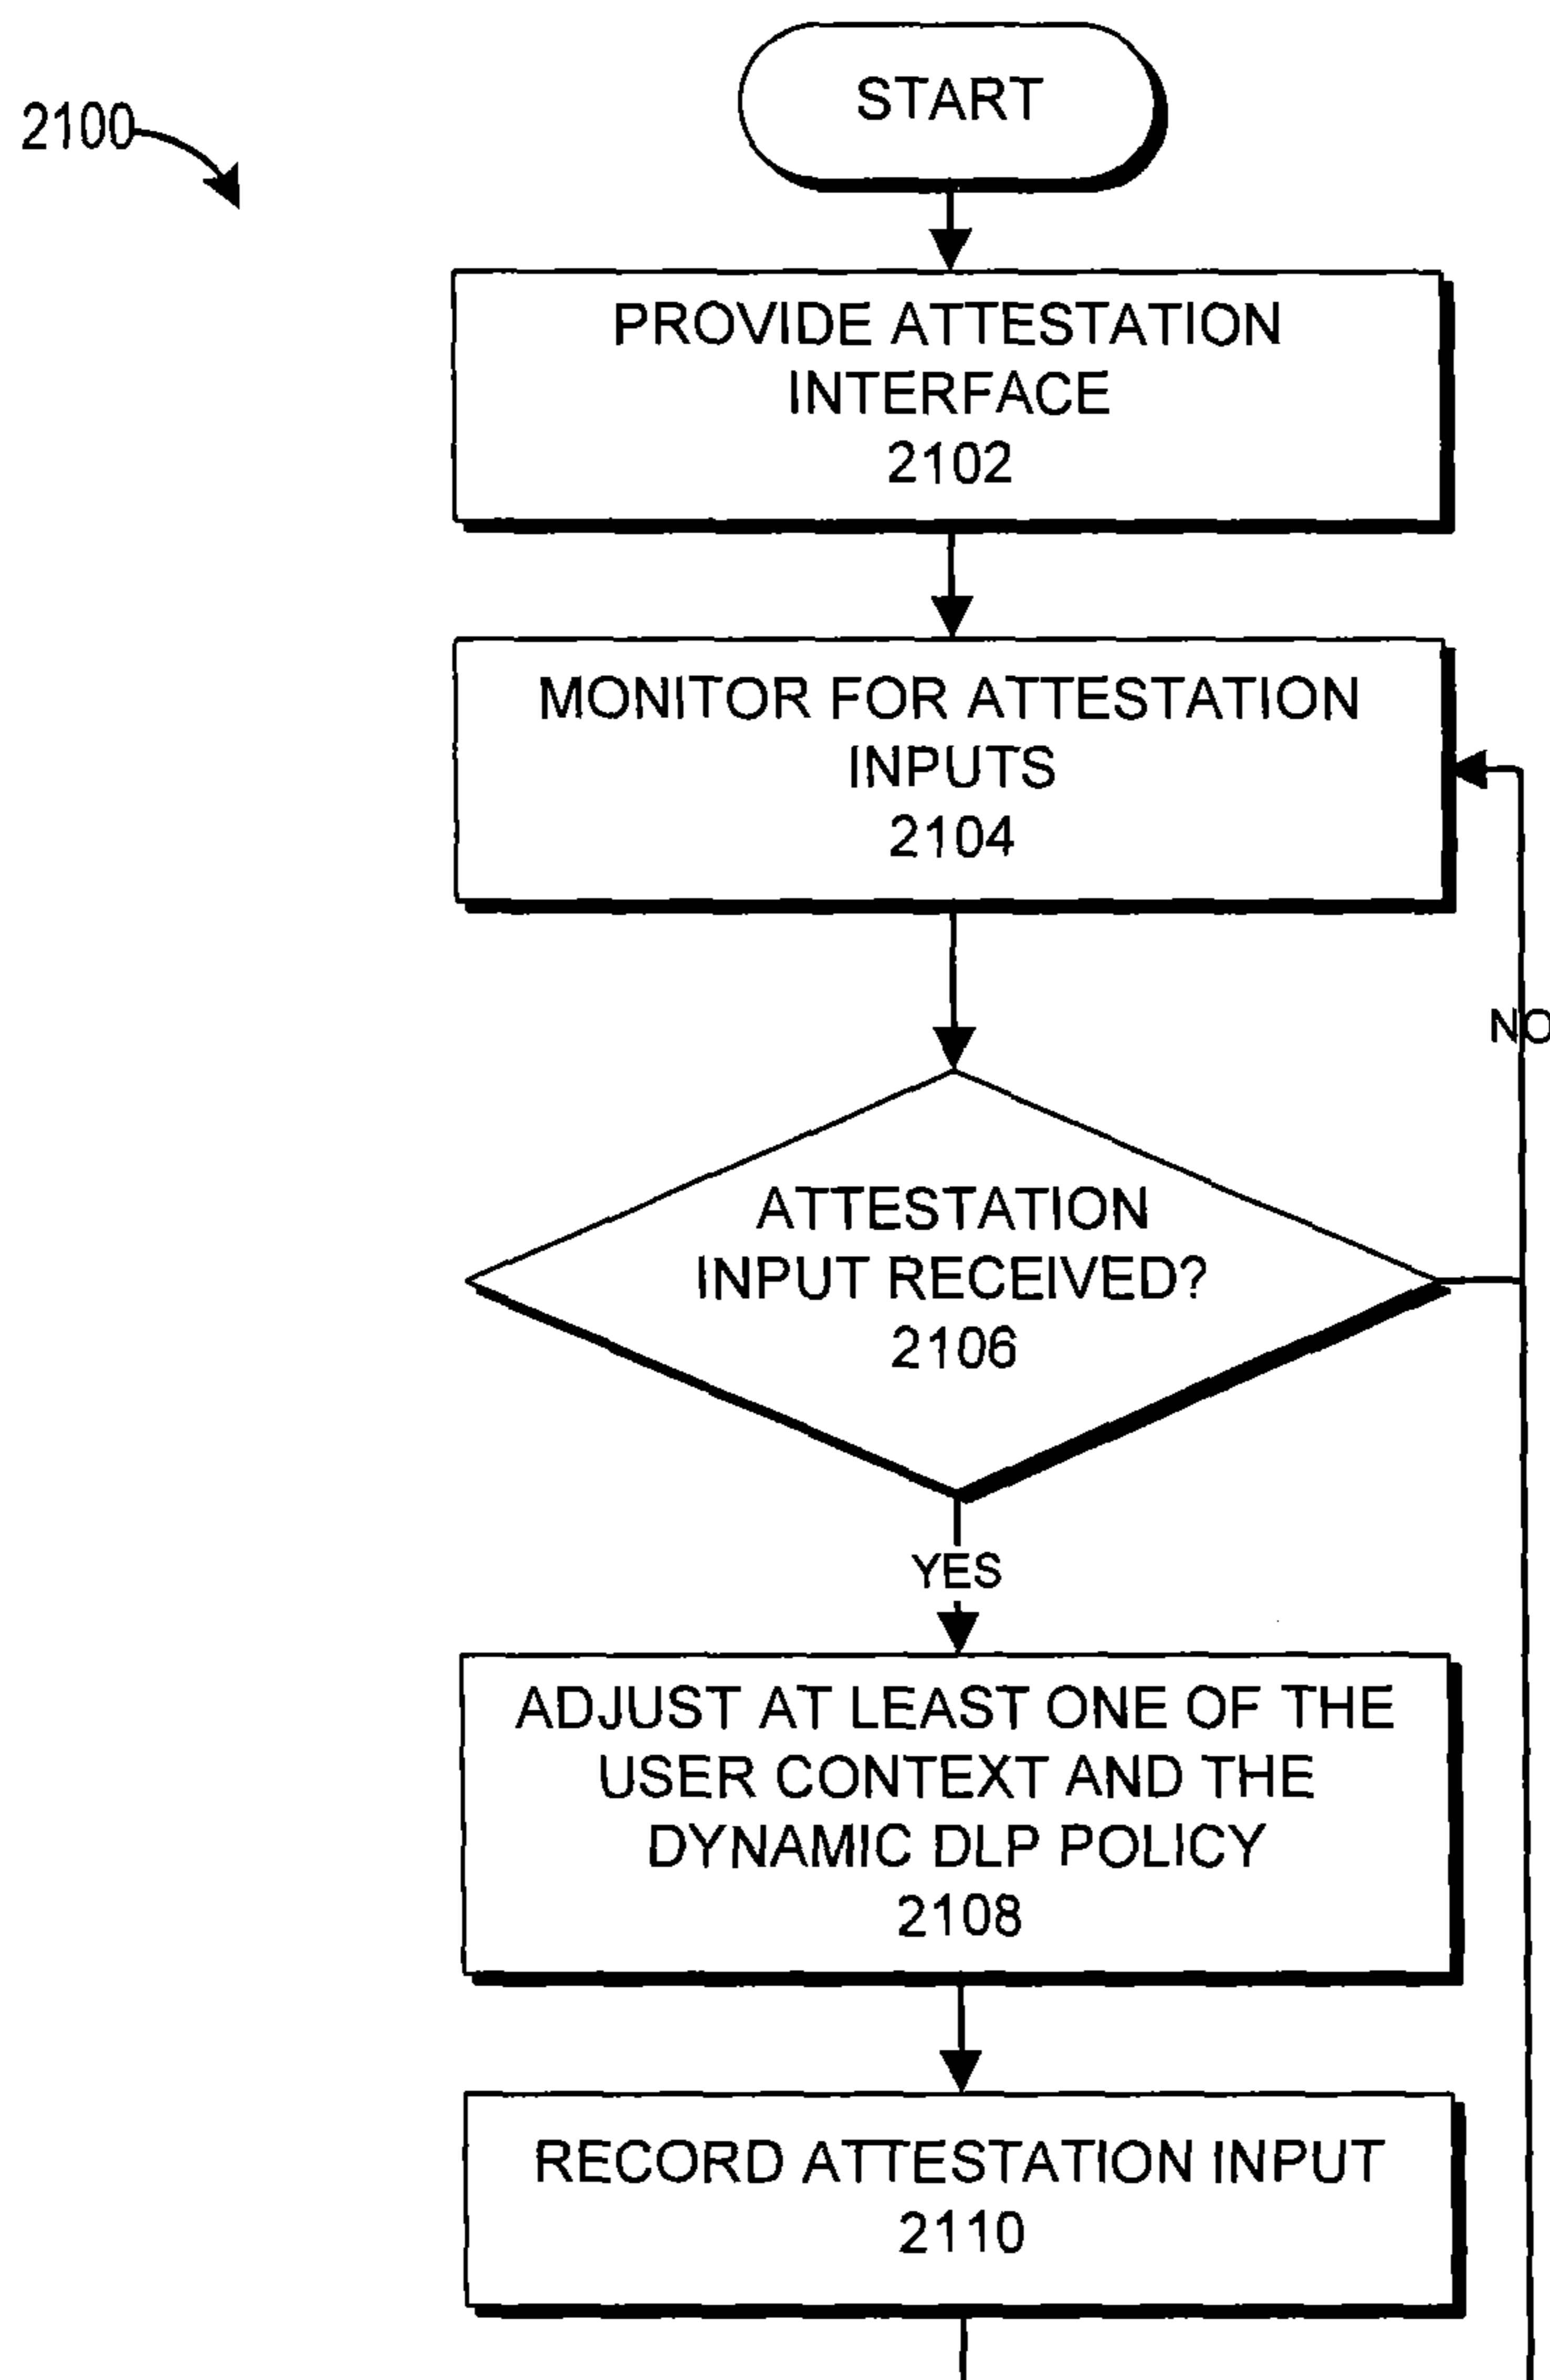 START
2100
PROVIDE ATTESTATION
INTERFACE
2102
MONITOR FOR ATTESTATION
INPUTS
2104
NO
ATTESTATION
INPUT RECEIVED?
2106
YES
ADJUST AT LEAST ONE OF THE
USER CONTEXT AND THE
DYNAMIC DLP POLICY
2108
RECORD ATTESTATION INPUT
2110